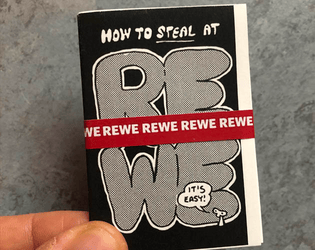 HOW TO STEAL AT
RE
WE REWE REWE REWE REWE
WE
IT'S
EASY!